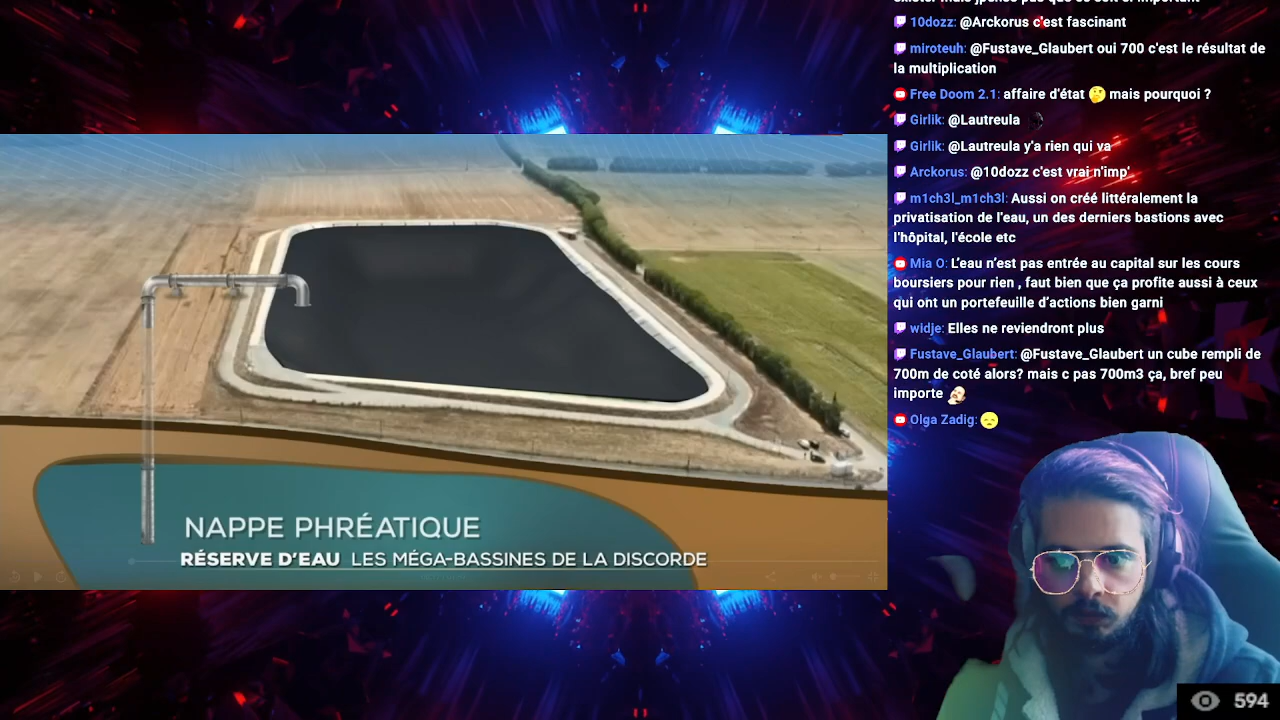 NAPPE PHRÉATIQUE
RÉSERVE D'EAU LES MÉGA-BASSINES DE LA DISCORDE
10dozz: @Arckorus c'est fascinant
miroteuh: @Fustave_Glaubert oui 700 c'est le résultat de
la multiplication
Free Doom 2.1: affaire d'état 🤔 mais pourquoi ?
Girlik: @Lautreula
Girlik: @Lautreula y'a rien qui va
Arckorus: @10dozz c'est vrai n'imp'
m1ch3l_m1ch3l: Aussi on créé littéralement la
privatisation de l'eau, un des derniers bastions avec
l'hôpital, l'école etc
Mia O: L’eau n’est pas entrée au capital sur les cours
boursiers pour rien , faut bien que ça profite aussi à ceux
qui ont un portefeuille d’actions bien garni
widje: Elles ne reviendront plus
Fustave_Glaubert: @Fustave_Glaubert un cube rempli de
700m de coté alors? mais c pas 700m3 ça, bref peu
importe
Olga Zadig: 😞
594